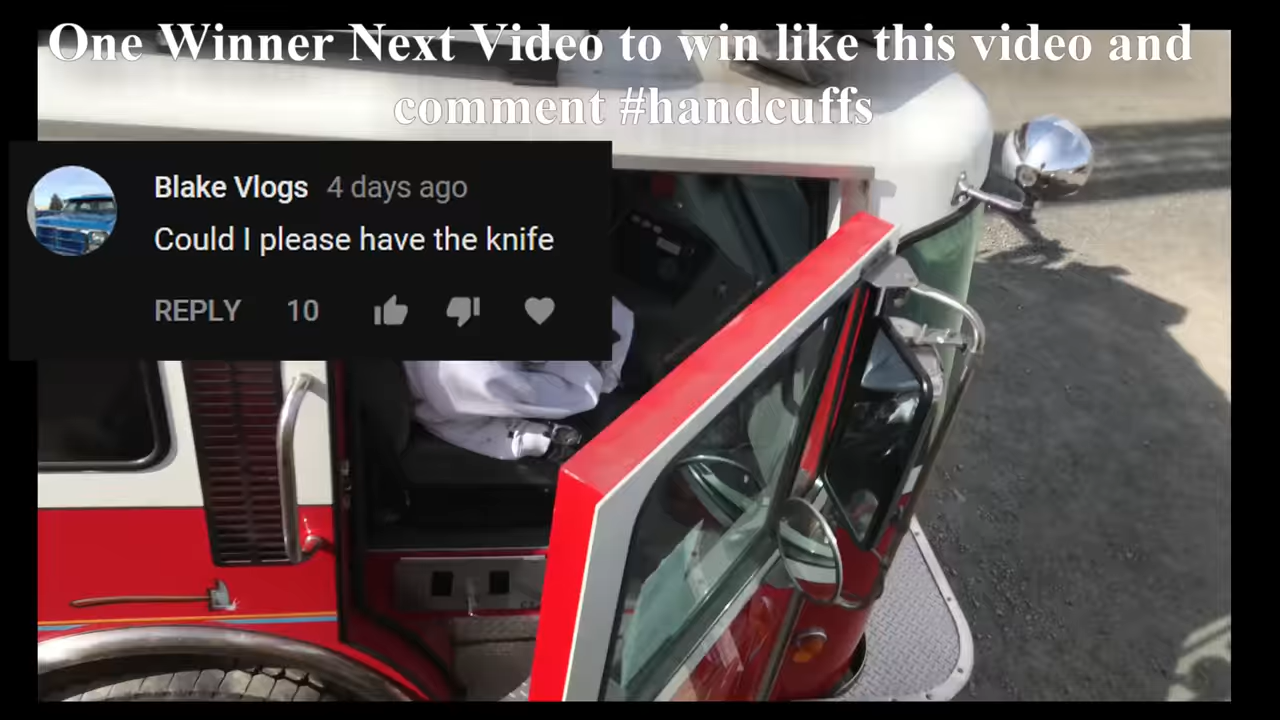 One Winner Next Video to win like this video and
comment #handcuffs
Blake Vlogs 4 days ago
Could I please have the knife
REPLY 10